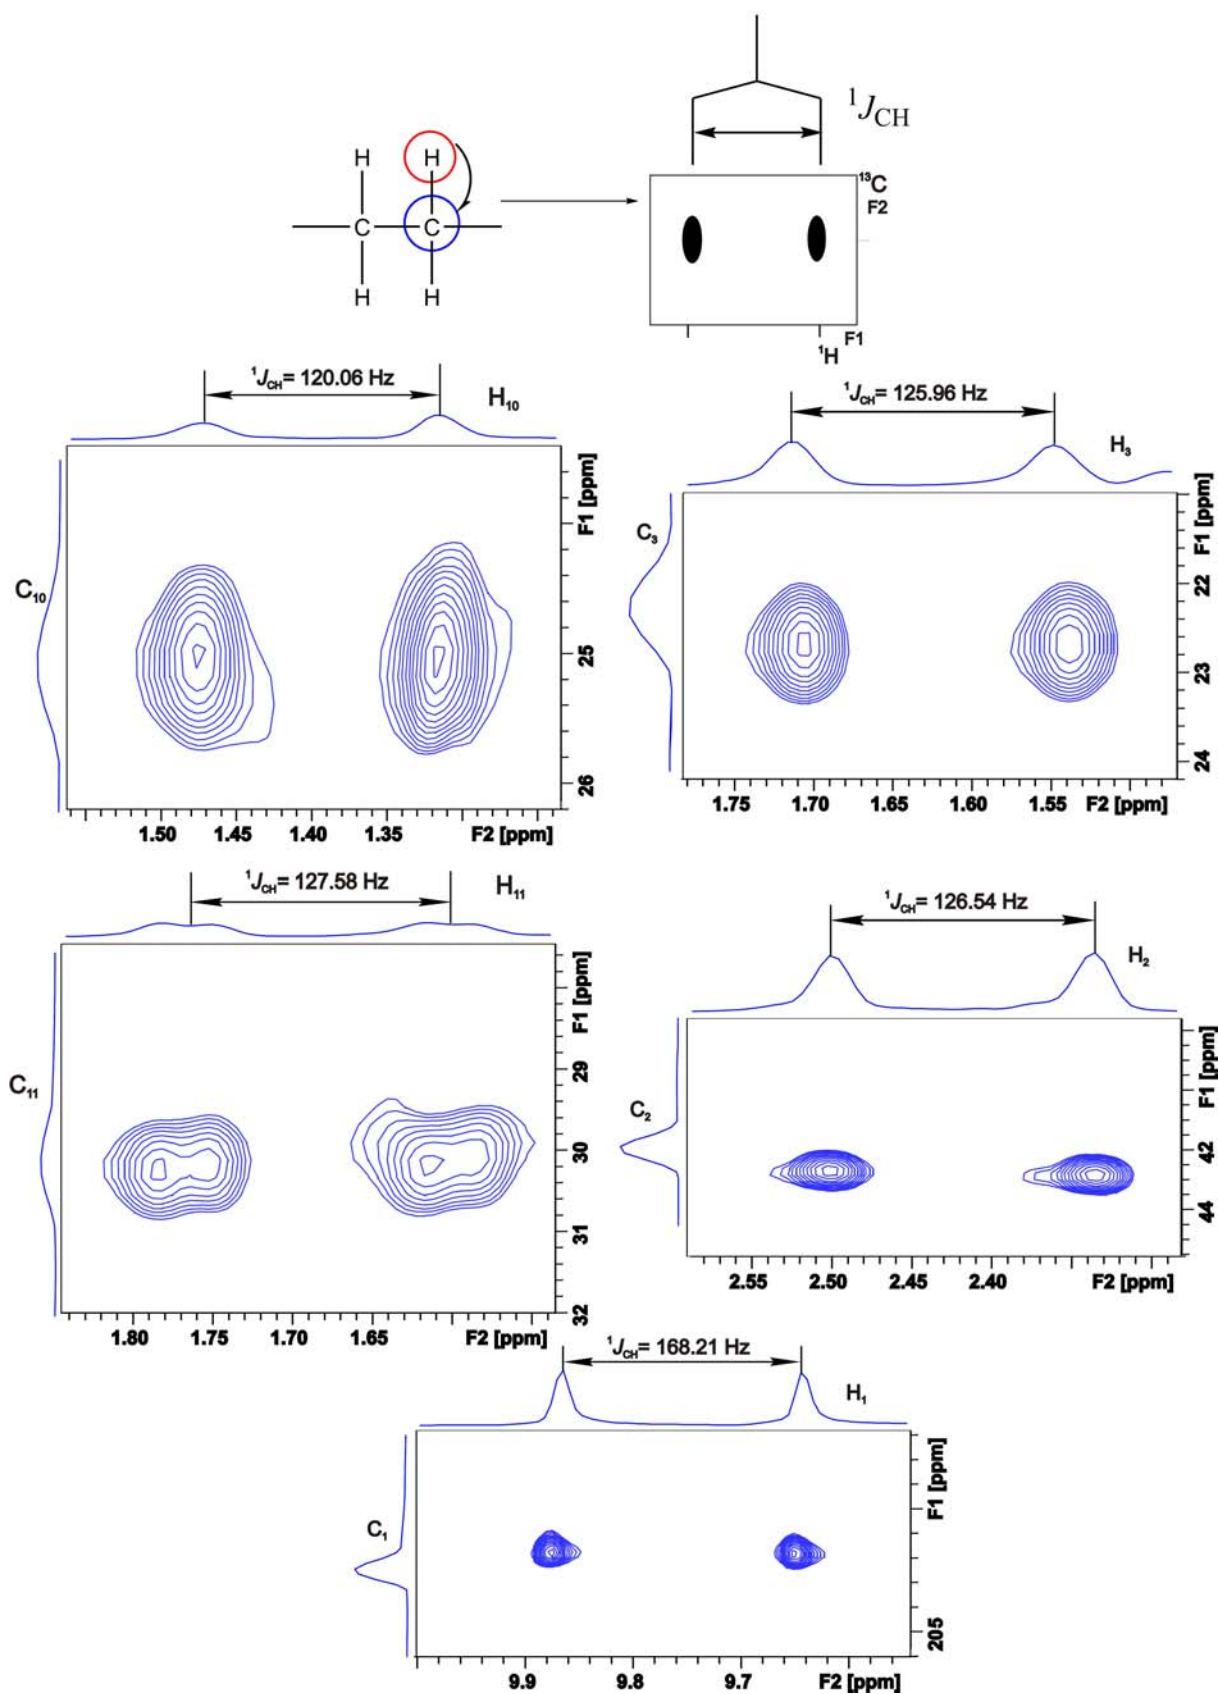 ¹J_CH
H H
C C
H H
¹³C
F2
F1
¹H
¹J_CH= 120.06 Hz
H₁₀
C₁₀
F1 [ppm]
25
26
1.50 1.45 1.40 1.35 F2 [ppm]
¹J_CH= 125.96 Hz
H₃
C₃
F1 [ppm]
22
23
24
1.75 1.70 1.65 1.60 1.55 F2 [ppm]
¹J_CH= 127.58 Hz
H₁₁
C₁₁
F1 [ppm]
29
30
31
32
1.80 1.75 1.70 1.65 F2 [ppm]
¹J_CH= 126.54 Hz
H₂
C₂
F1 [ppm]
42
44
2.55 2.50 2.45 2.40 F2 [ppm]
¹J_CH= 168.21 Hz
H₁
C₁
F1 [ppm]
205
9.9 9.8 9.7 F2 [ppm]